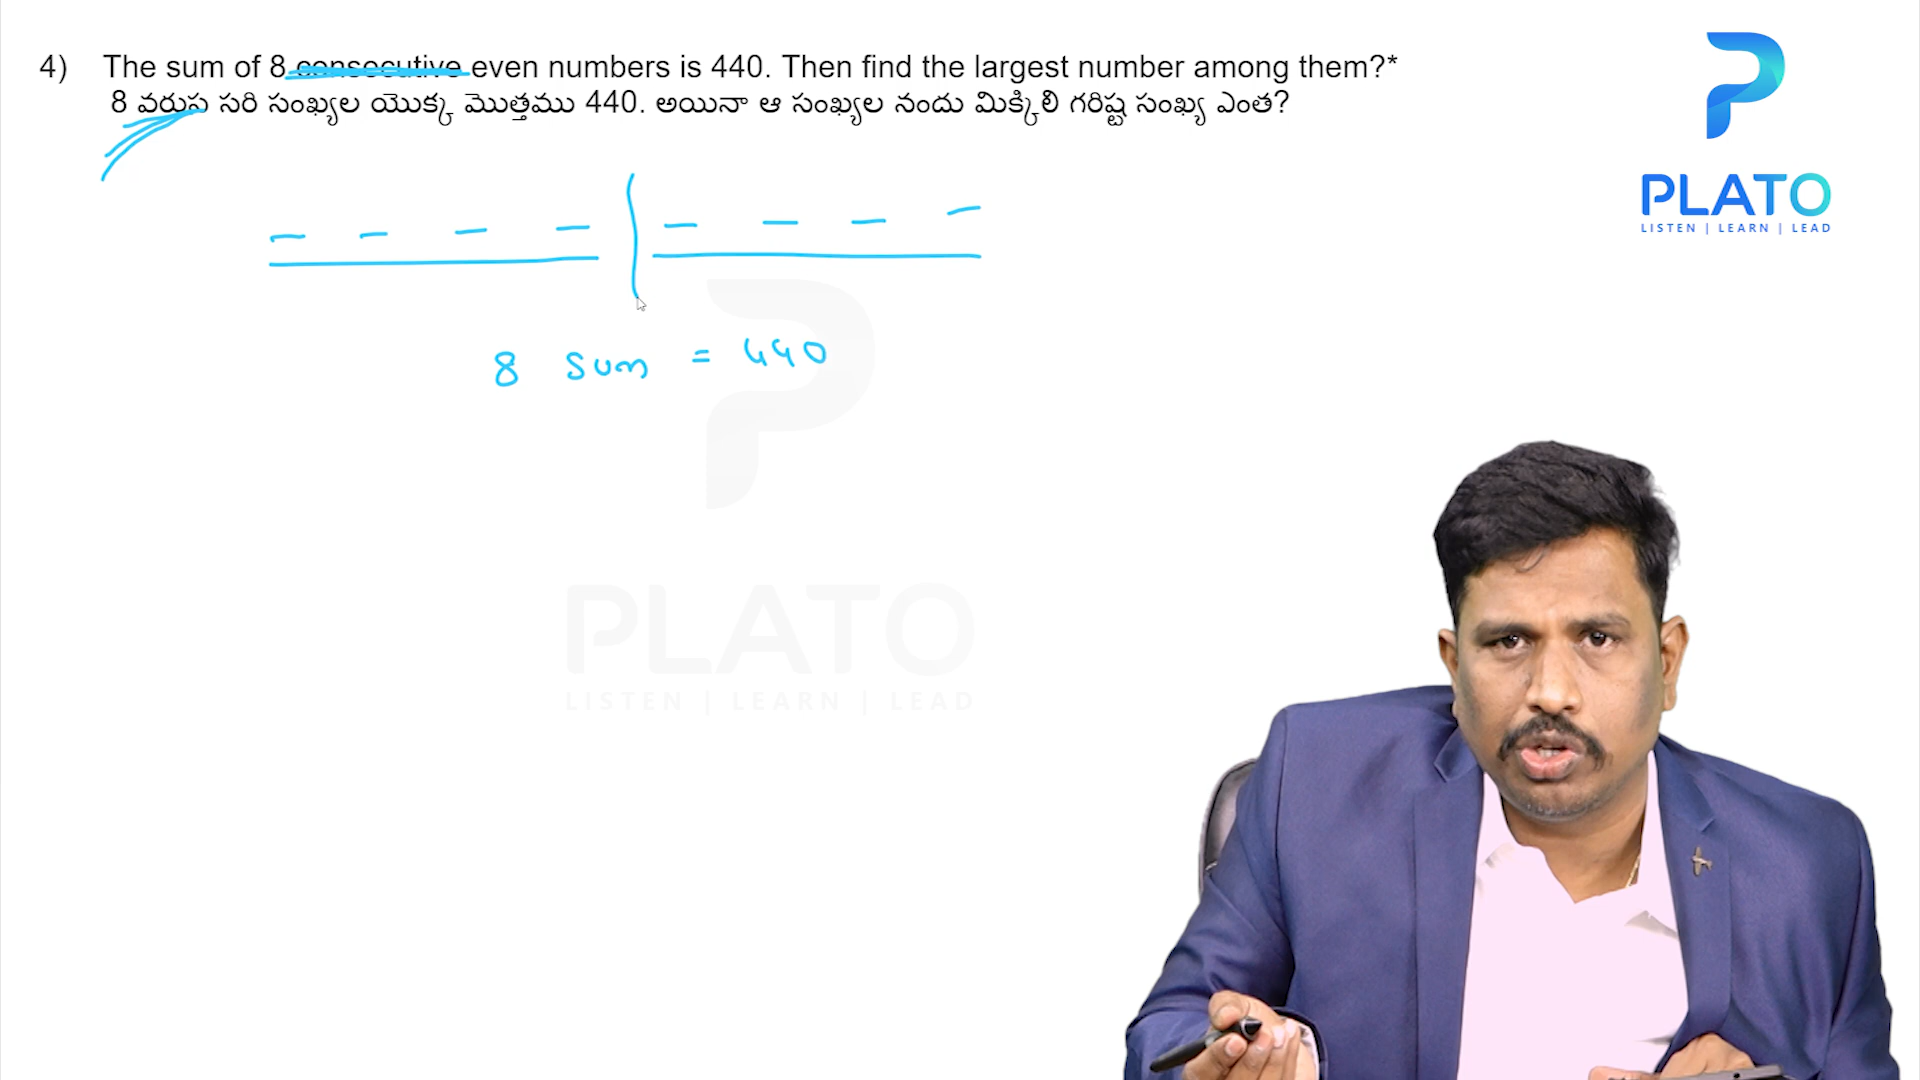 4) The sum of 8 consecutive even numbers is 440. Then find the largest number among them?*
8 వరుస సరి సంఖ్యల యొక్క మొత్తము 440. అయినా ఆ సంఖ్యల నందు మిక్కిలి గరిష్ట సంఖ్య ఎంత?
PLATO
LISTEN | LEARN | LEAD
8 sum = 440
PLATO
LISTEN | LEARN | LEAD